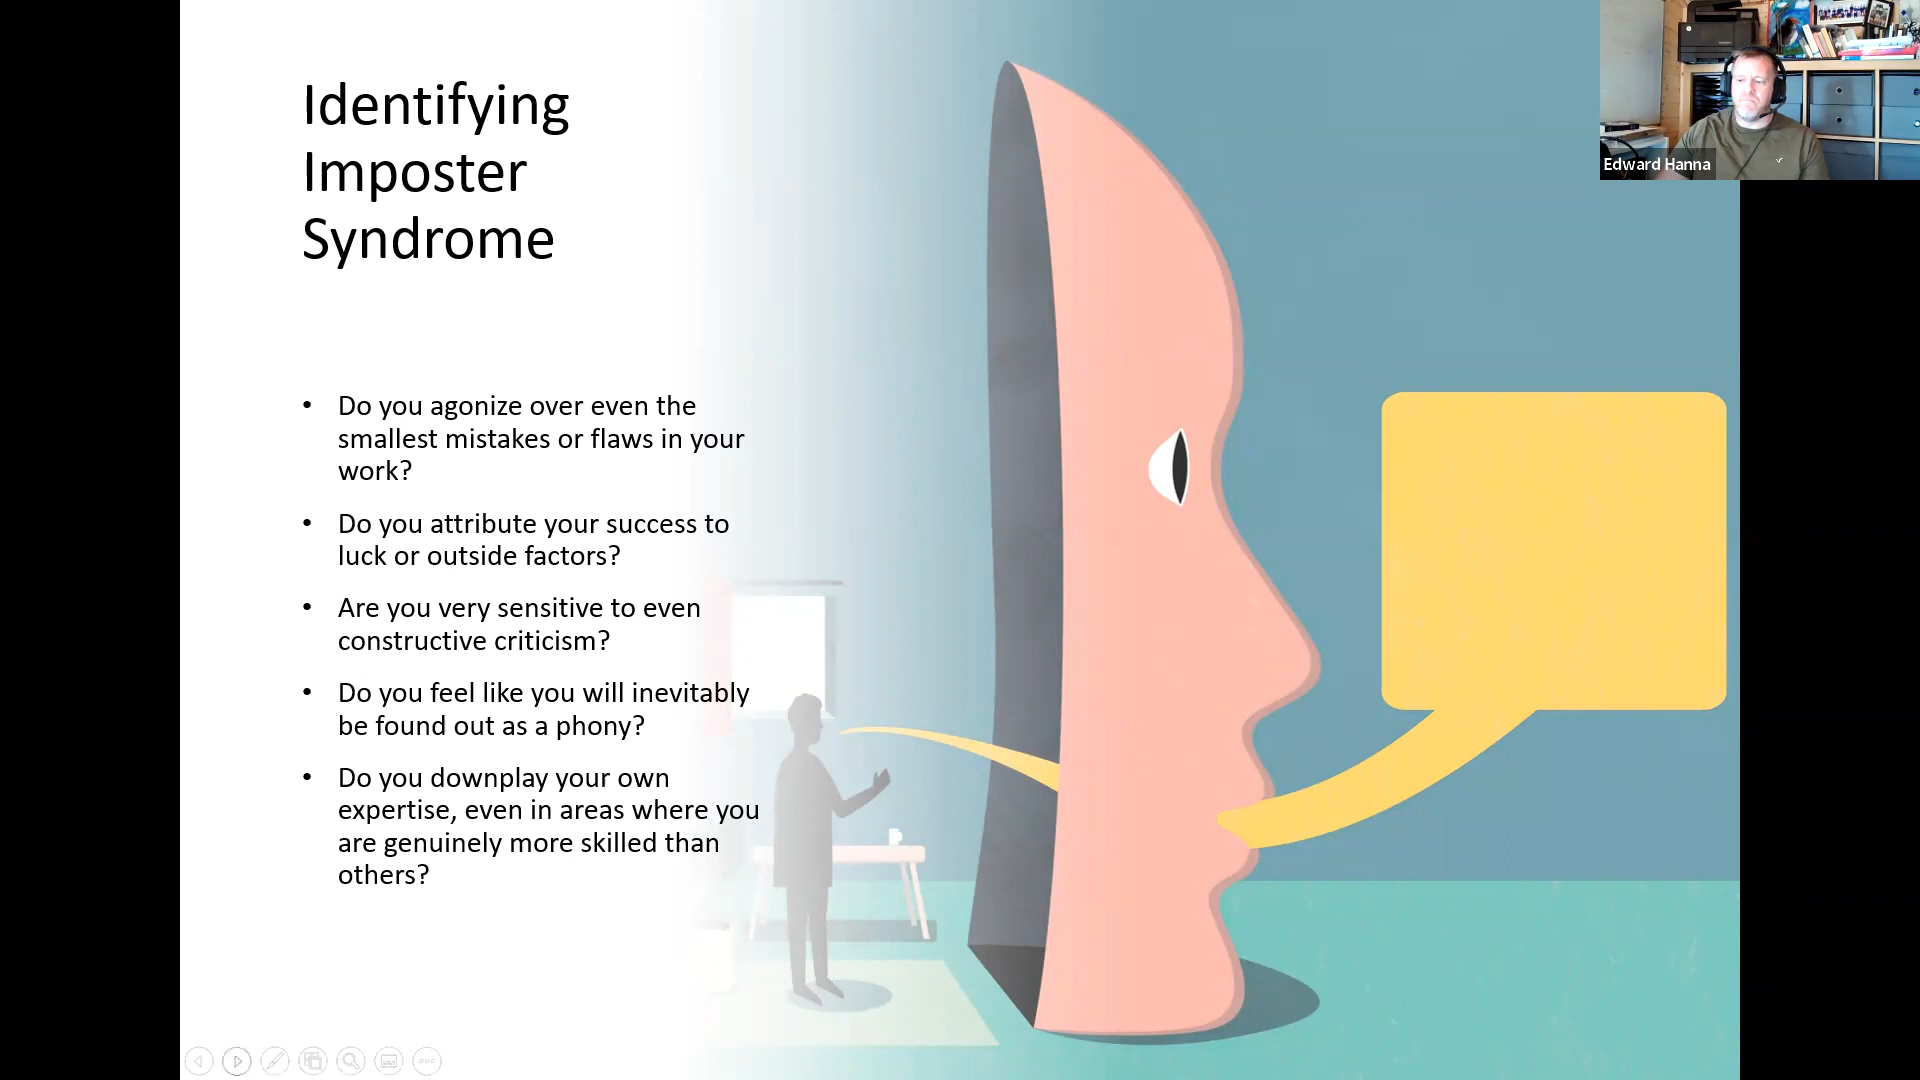 Identifying
Imposter
Syndrome
• Do you agonize over even the
smallest mistakes or flaws in your
work?
• Do you attribute your success to
luck or outside factors?
• Are you very sensitive to even
constructive criticism?
• Do you feel like you will inevitably
be found out as a phony?
• Do you downplay your own
expertise, even in areas where you
are genuinely more skilled than
others?
Edward Hanna